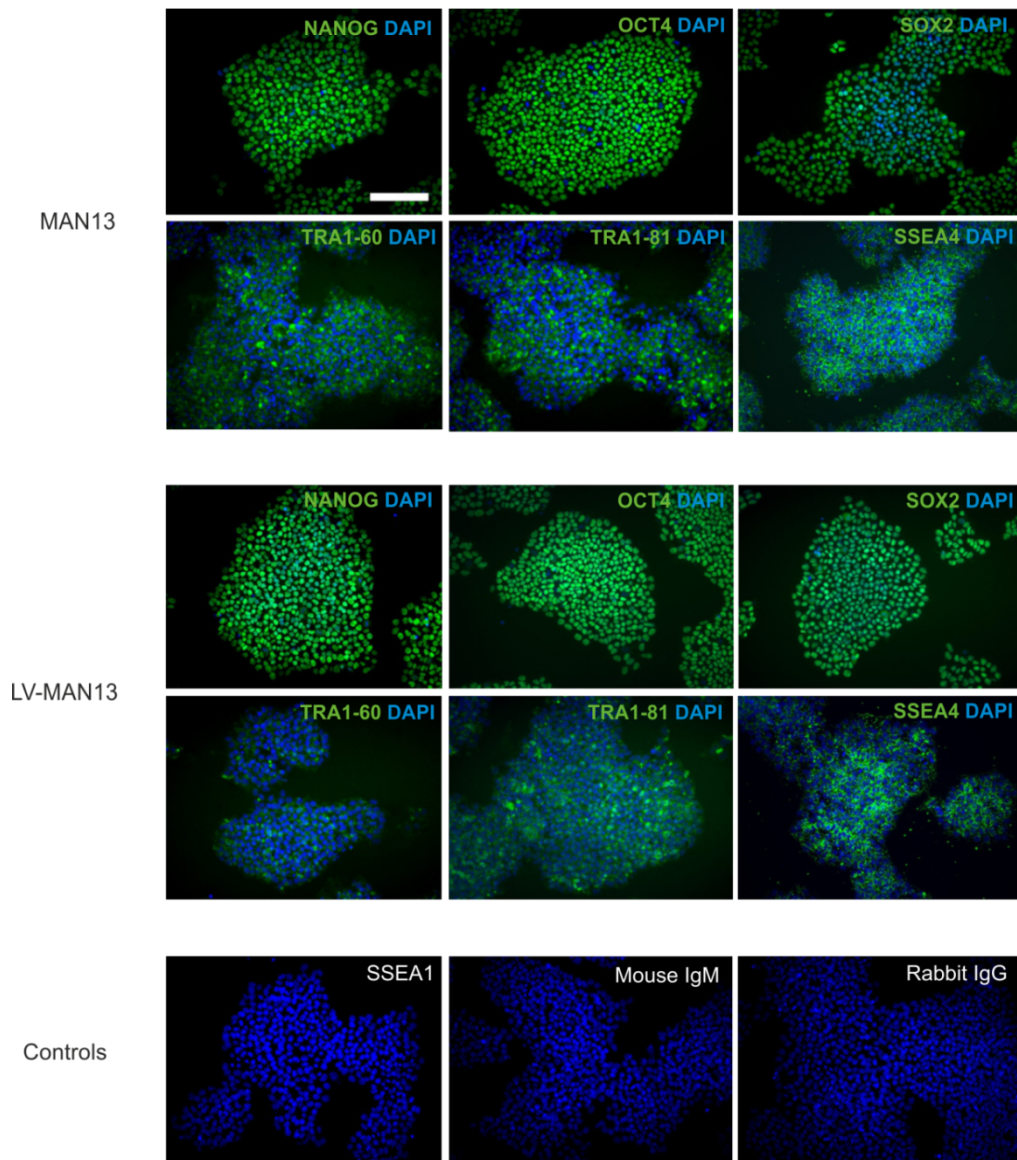 NANOG DAPI
OCT4 DAPI
SOX2 DAPI
MAN13
TRA1-60 DAPI
TRA1-81 DAPI
SSEA4 DAPI
NANOG DAPI
OCT4 DAPI
SOX2 DAPI
LV-MAN13
TRA1-60 DAPI
TRA1-81 DAPI
SSEA4 DAPI
SSEA1
Mouse IgM
Rabbit IgG
Controls